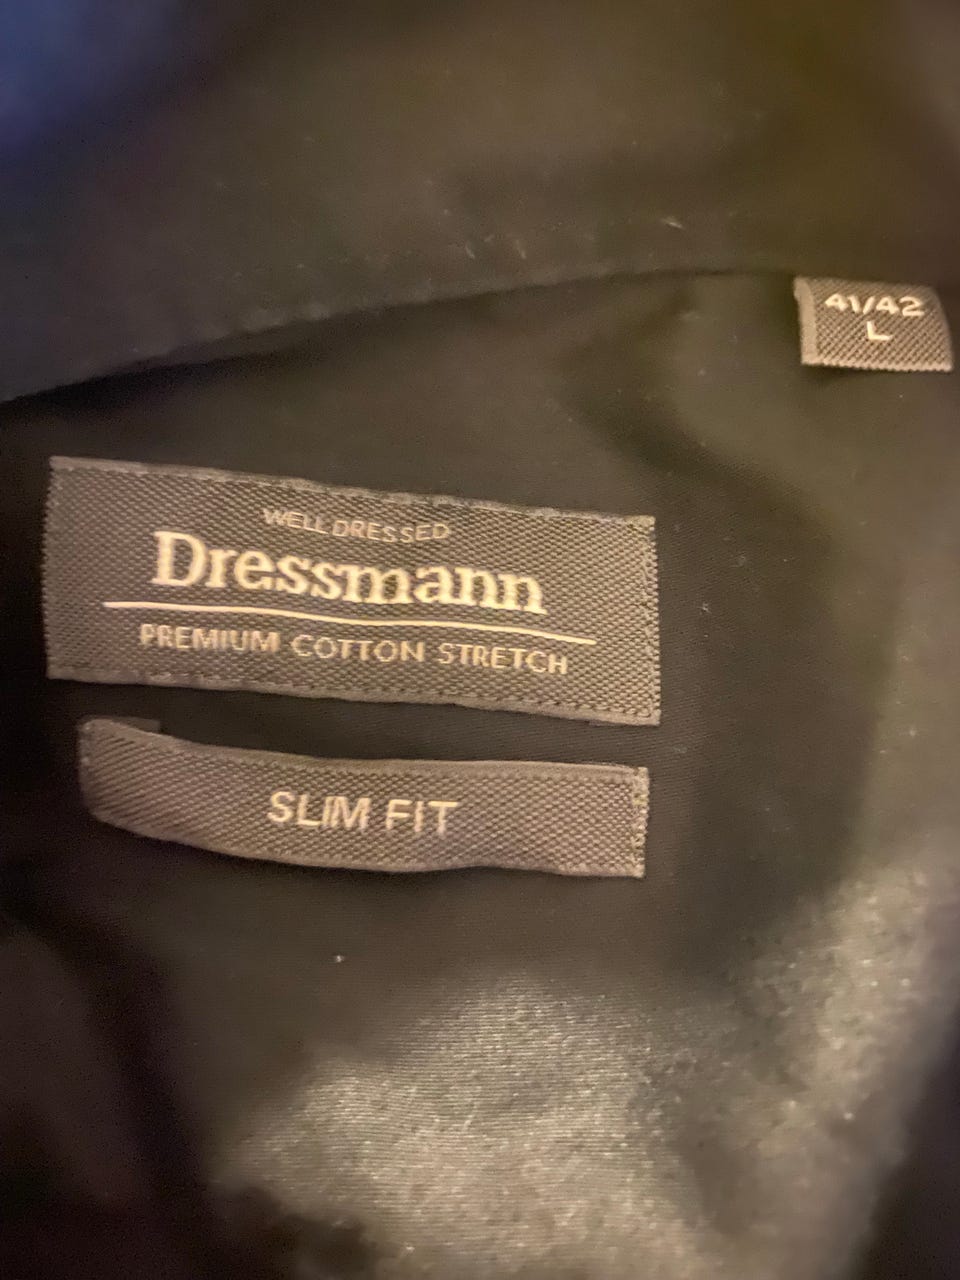 41/42
L
WELL DRESSED
Dressmann
PREMIUM COTTON STRETCH
SLIM FIT